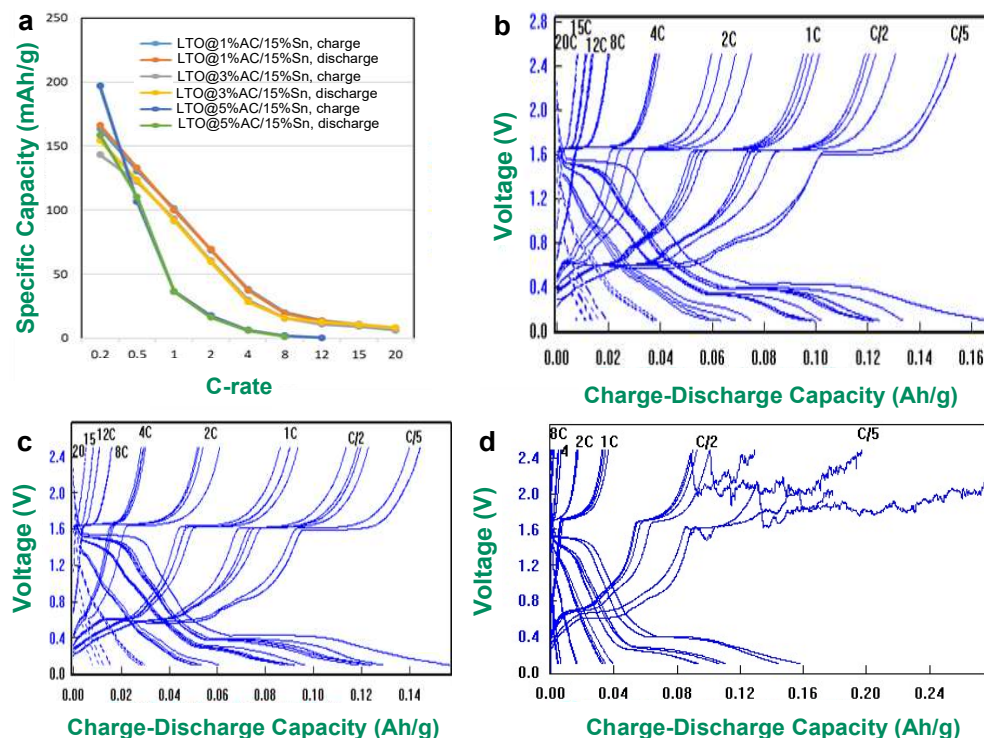 a
250
200
150
100
50
0
Specific Capacity (mAh/g)
LTO@1%AC/15%Sn, charge
LTO@1%AC/15%Sn, discharge
LTO@3%AC/15%Sn, charge
LTO@3%AC/15%Sn, discharge
LTO@5%AC/15%Sn, charge
LTO@5%AC/15%Sn, discharge
0.2 0.5 1 2 4 8 12 15 20
C-rate
b
2.8
2.4
2.0
1.6
1.2
0.8
0.4
0.0
Voltage (V)
20C 15C 12C 8C 4C 2C 1C C/2 C/5
0.00 0.02 0.04 0.06 0.08 0.10 0.12 0.14 0.16
Charge-Discharge Capacity (Ah/g)
c
2.4
2.0
1.6
1.2
0.8
0.4
0.0
Voltage (V)
20 15 12C 8C 4C 2C 1C C/2 C/5
0.00 0.02 0.04 0.06 0.08 0.10 0.12 0.14
Charge-Discharge Capacity (Ah/g)
d
2.4
2.0
1.6
1.2
0.8
0.4
0.0
Voltage (V)
8C 4 2C 1C C/2 C/5
0.00 0.04 0.08 0.12 0.16 0.20 0.24
Charge-Discharge Capacity (Ah/g)